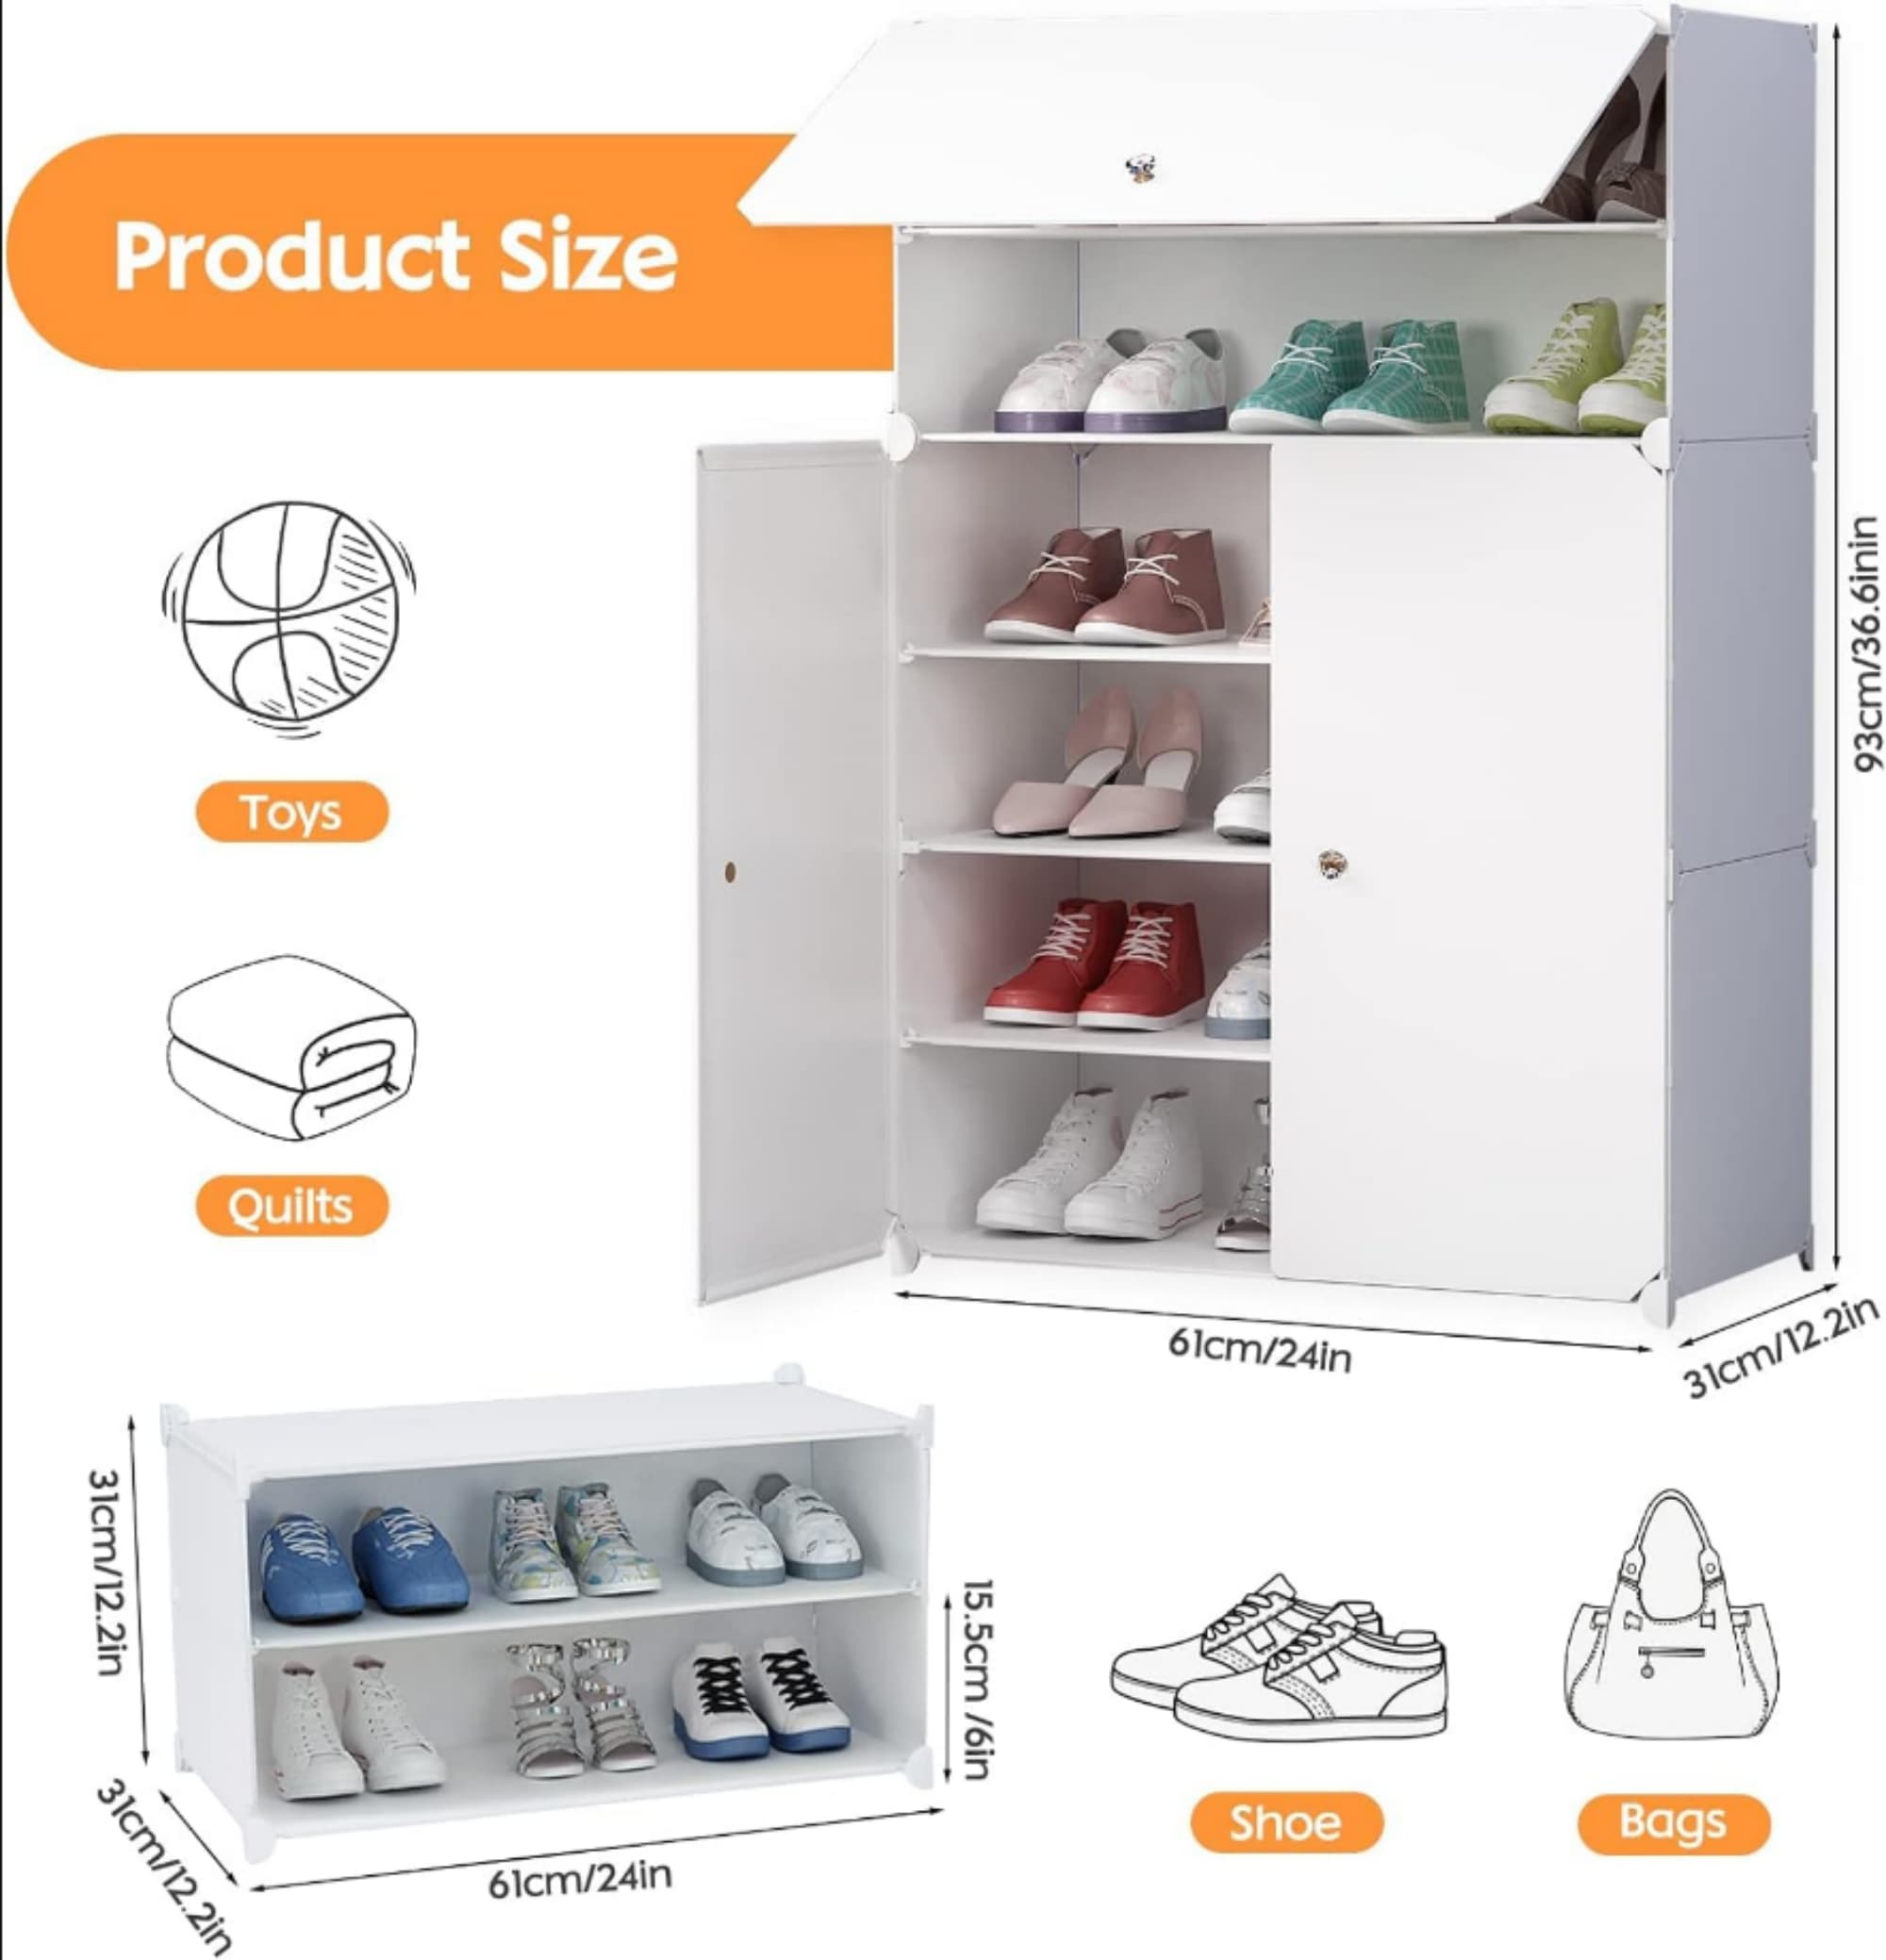 Product Size
Toys
Quilts
93cm/36.6inin
61cm/24in
31cm/12.2in
31cm/12.2in
15.5cm /6in
31cm/12.2in
61cm/24in
Shoe
Bags